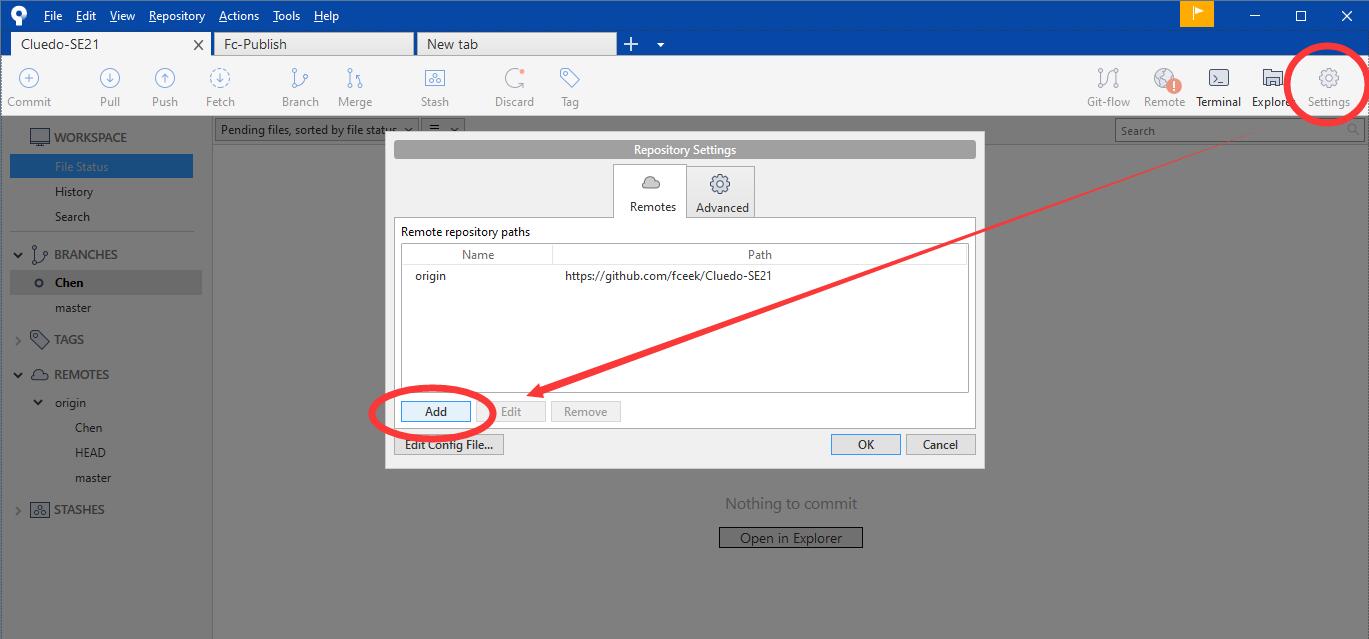 File Edit View Repository Actions Tools Help
Cluedo-SE21 Fc-Publish New tab
Commit Pull Push Fetch Branch Merge Stash Discard Tag Git-flow Remote Terminal Explorer Settings
WORKSPACE
File Status
History
Search
BRANCHES
Chen
master
TAGS
REMOTES
origin
Chen
HEAD
master
STASHES
Pending files, sorted by file status
Search
Repository Settings
Remotes Advanced
Remote repository paths
Name Path
origin https://github.com/fceek/Cluedo-SE21
Add Edit Remove
Edit Config File... OK Cancel
Nothing to commit
Open in Explorer